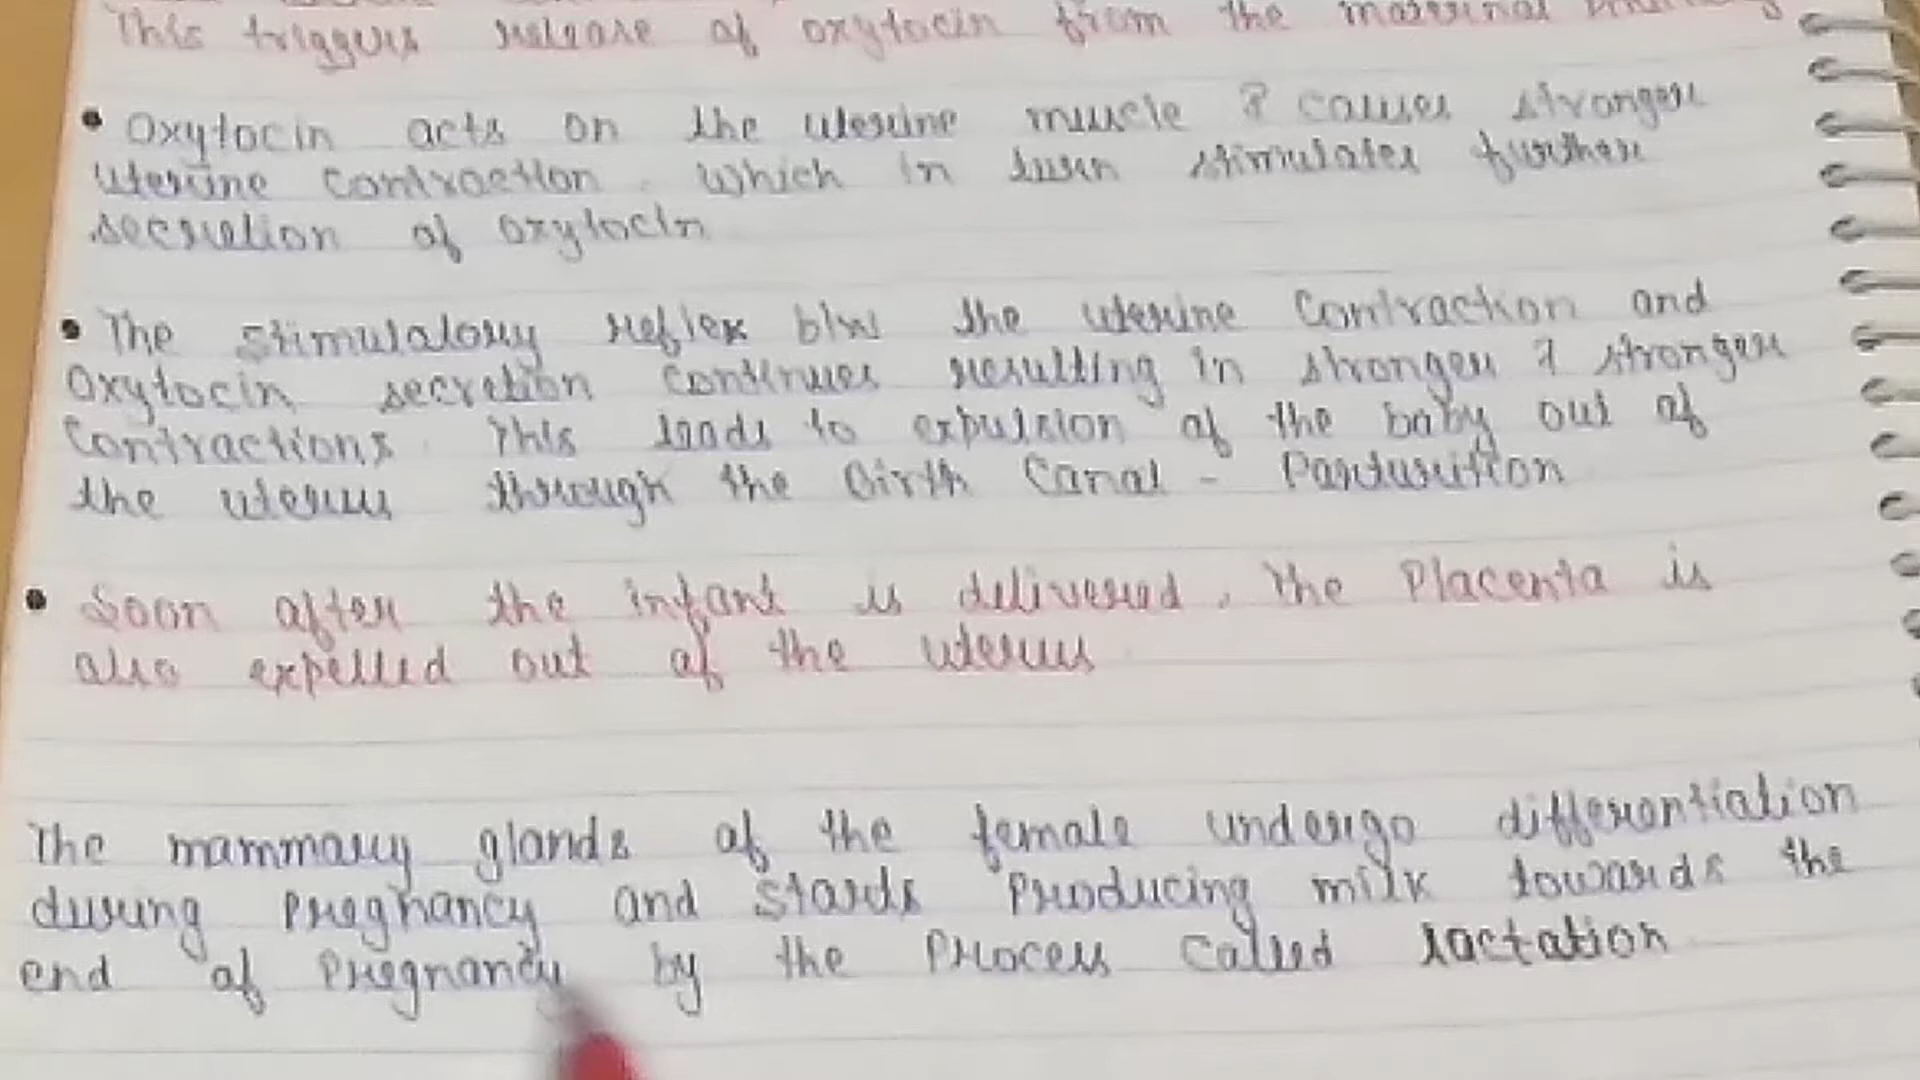 This triggers release of oxytocin from the maternal
• Oxytocin acts on the uterine muscle & causes stronger
uterine contraction. which in turn stimulates further
secretion of oxytocin
• The stimulatory reflex b/w the uterine contraction and
Oxytocin secretion continues resulting in stronger & stronger
Contractions. This leads to expulsion of the baby out of
the uterus through the Birth Canal - Parturition
• Soon after the infant is delivered, the Placenta is
also expelled out of the uterus
The mammary glands of the female undergo differentiation
during Pregnancy and starts Producing milk towards the
end of Pregnancy by the Process called lactation